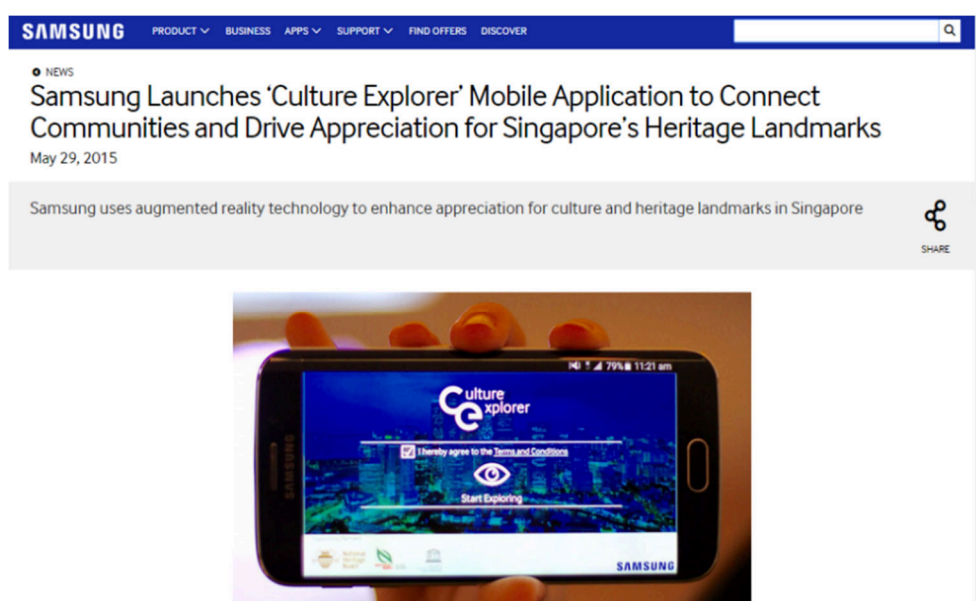 SAMSUNG PRODUCT BUSINESS APPS SUPPORT FIND OFFERS DISCOVER
NEWS
Samsung Launches ‘Culture Explorer’ Mobile Application to Connect
Communities and Drive Appreciation for Singapore’s Heritage Landmarks
May 29, 2015
Samsung uses augmented reality technology to enhance appreciation for culture and heritage landmarks in Singapore
SHARE
79% 11:21 am
Culture
Explorer
I hereby agree to the Terms and Conditions
Start Exploring
SAMSUNG
National
Heritage
Board
SAMSUNG